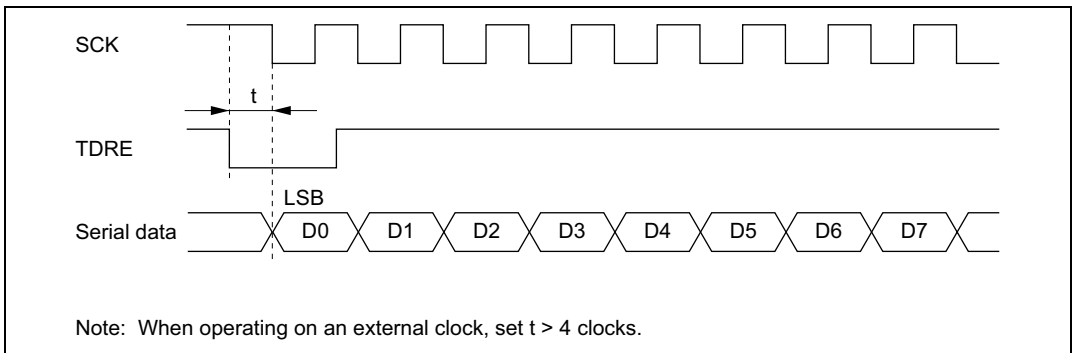 SCK
t
TDRE
LSB
Serial data D0 D1 D2 D3 D4 D5 D6 D7
Note: When operating on an external clock, set t > 4 clocks.